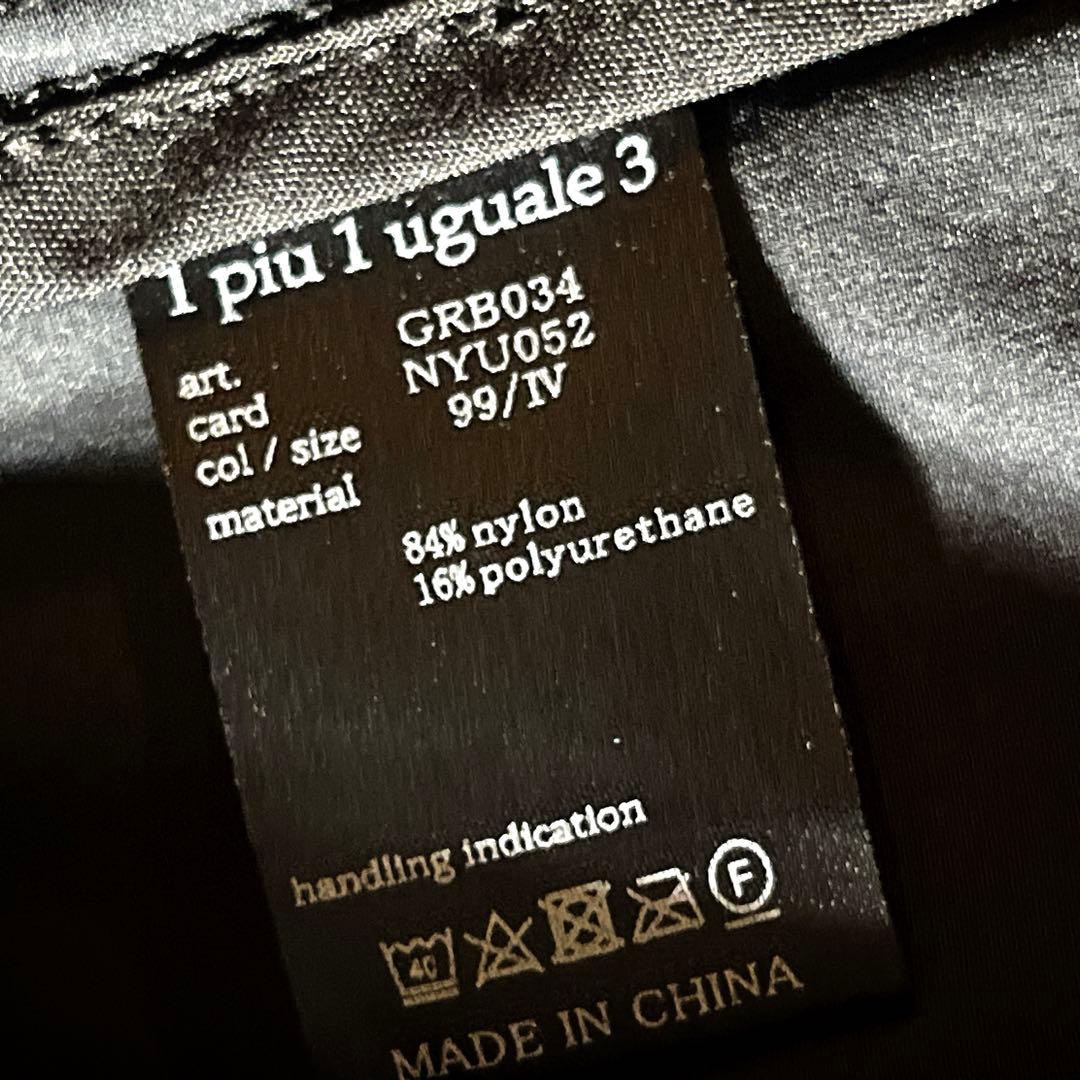 1 piu 1 uguale 3
art. GRB034
card NYU052
col / size 99/IV
material
84% nylon
16% polyurethane
handling indication
40 F
MADE IN CHINA